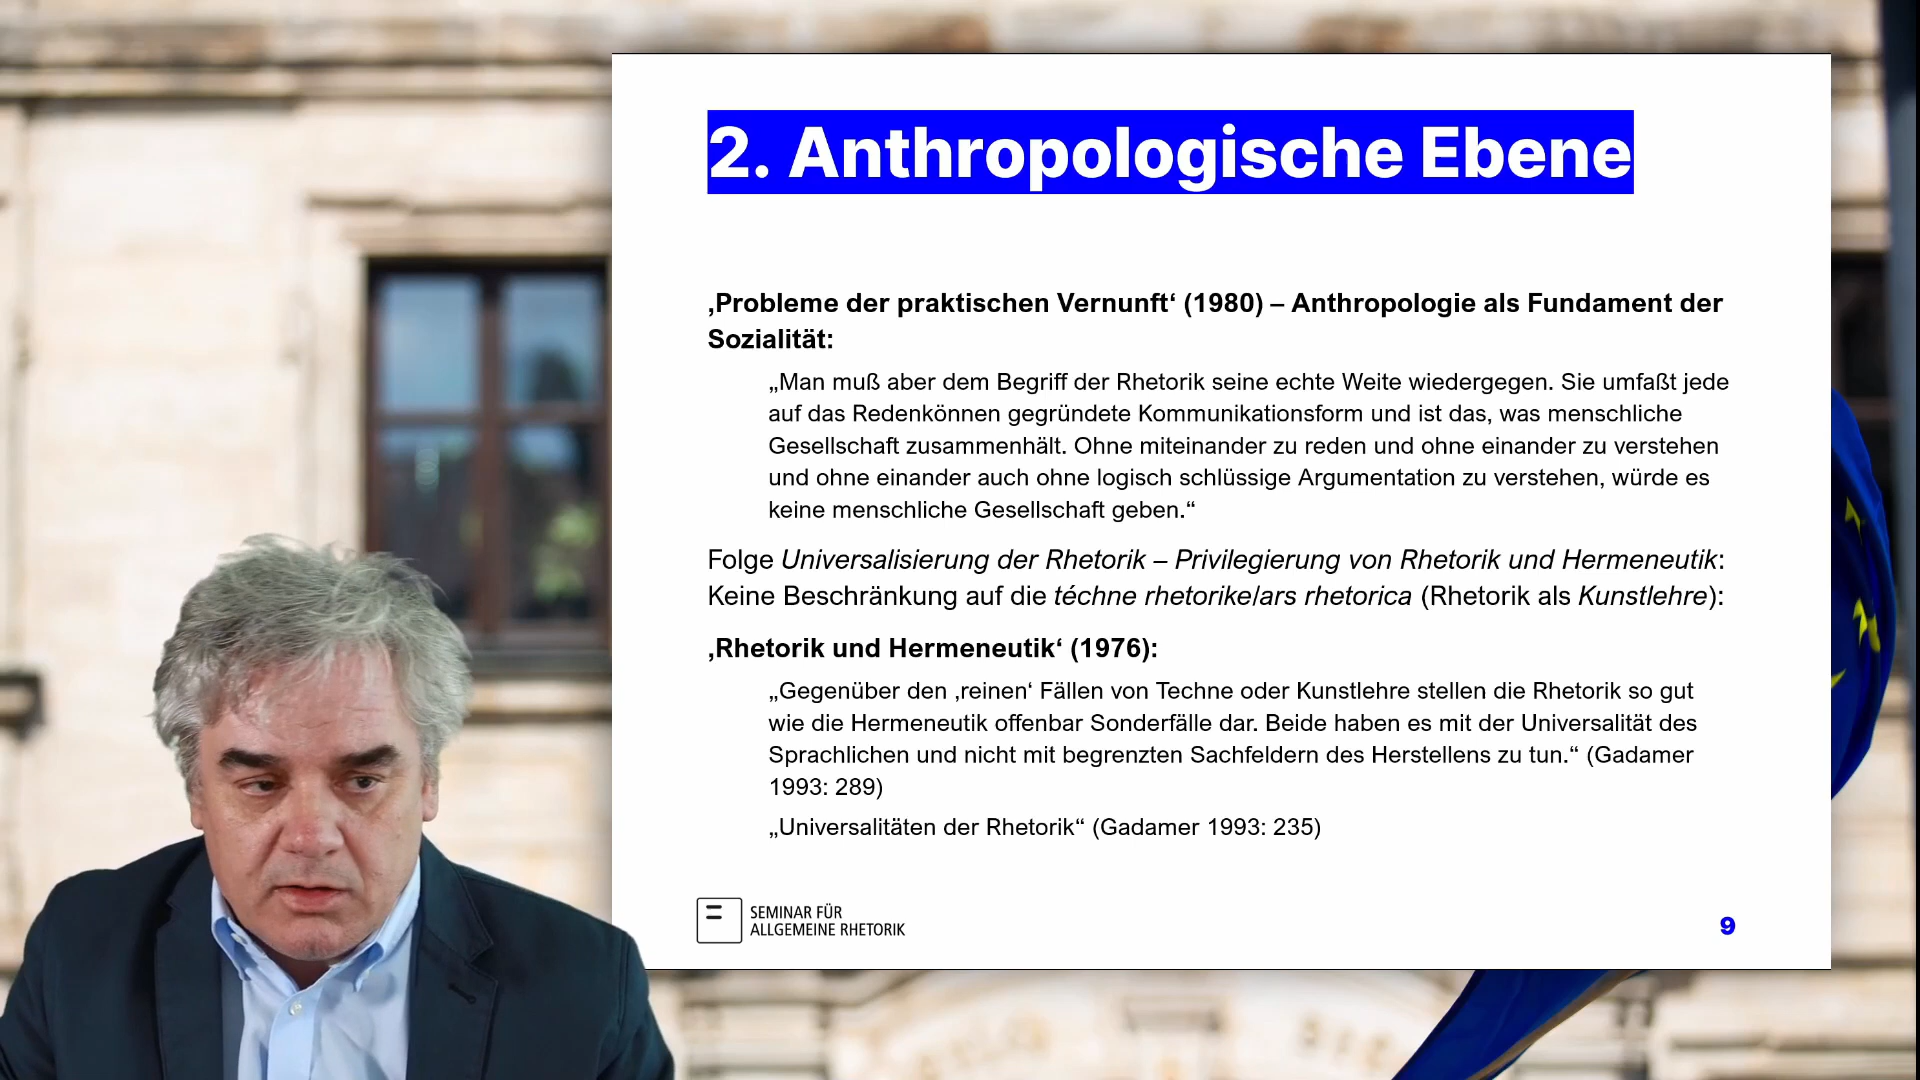 2. Anthropologische Ebene
‚Probleme der praktischen Vernunft‘ (1980) – Anthropologie als Fundament der
Sozialität:
„Man muß aber dem Begriff der Rhetorik seine echte Weite wiedergegen. Sie umfaßt jede
auf das Redenkönnen gegründete Kommunikationsform und ist das, was menschliche
Gesellschaft zusammenhält. Ohne miteinander zu reden und ohne einander zu verstehen
und ohne einander auch ohne logisch schlüssige Argumentation zu verstehen, würde es
keine menschliche Gesellschaft geben.“
Folge Universalisierung der Rhetorik – Privilegierung von Rhetorik und Hermeneutik:
Keine Beschränkung auf die téchne rhetorike/ars rhetorica (Rhetorik als Kunstlehre):
‚Rhetorik und Hermeneutik‘ (1976):
„Gegenüber den ‚reinen‘ Fällen von Techne oder Kunstlehre stellen die Rhetorik so gut
wie die Hermeneutik offenbar Sonderfälle dar. Beide haben es mit der Universalität des
Sprachlichen und nicht mit begrenzten Sachfeldern des Herstellens zu tun.“ (Gadamer
1993: 289)
„Universalitäten der Rhetorik“ (Gadamer 1993: 235)
SEMINAR FÜR
ALLGEMEINE RHETORIK
9